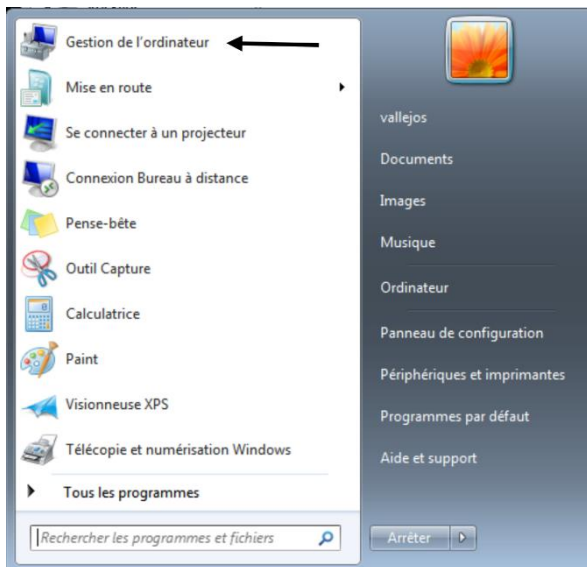 Gestion de l'ordinateur
Mise en route
Se connecter à un projecteur
Connexion Bureau à distance
Pense-bête
Outil Capture
Calculatrice
Paint
Visionneuse XPS
Télécopie et numérisation Windows
Tous les programmes
Rechercher les programmes et fichiers
vallejos
Documents
Images
Musique
Ordinateur
Panneau de configuration
Périphériques et imprimantes
Programmes par défaut
Aide et support
Arrêter